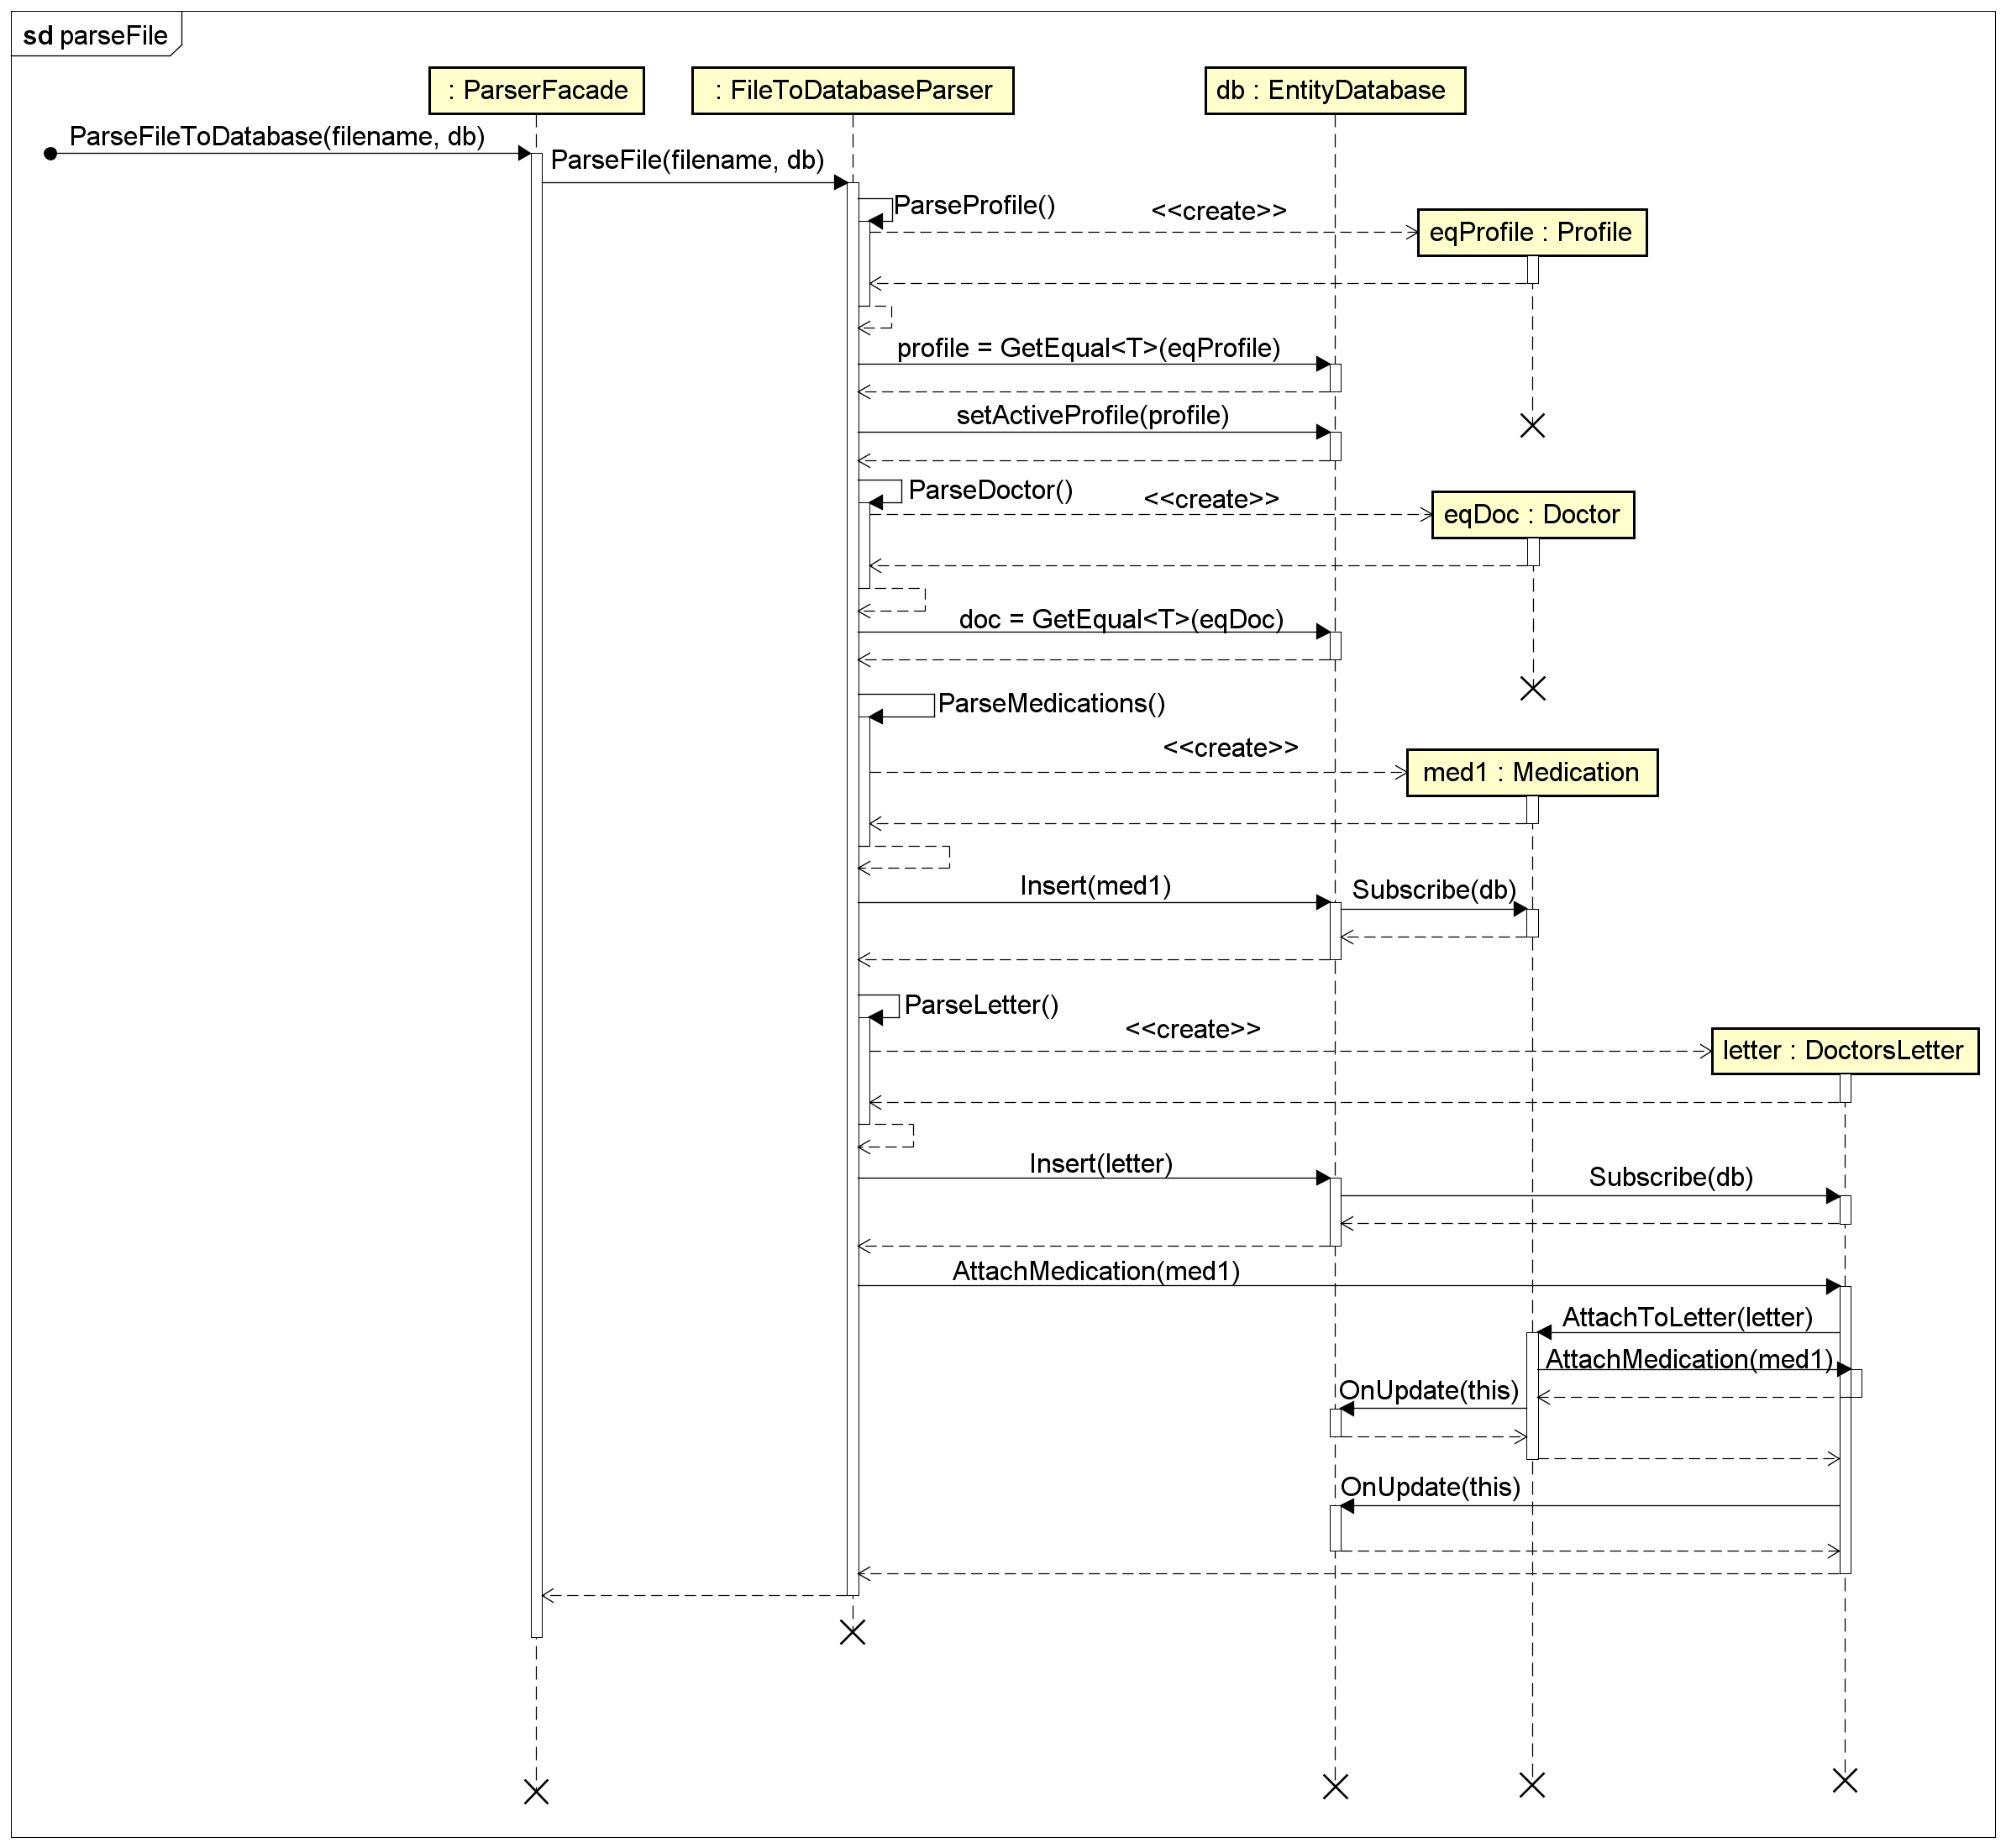 sd parseFile
: ParserFacade
: FileToDatabaseParser
db : EntityDatabase
ParseFileToDatabase(filename, db)
ParseFile(filename, db)
ParseProfile()
<<create>>
eqProfile : Profile
profile = GetEqual<T>(eqProfile)
setActiveProfile(profile)
ParseDoctor()
<<create>>
eqDoc : Doctor
doc = GetEqual<T>(eqDoc)
ParseMedications()
<<create>>
med1 : Medication
Insert(med1)
Subscribe(db)
ParseLetter()
<<create>>
letter : DoctorsLetter
Insert(letter)
Subscribe(db)
AttachMedication(med1)
AttachToLetter(letter)
AttachMedication(med1)
OnUpdate(this)
OnUpdate(this)